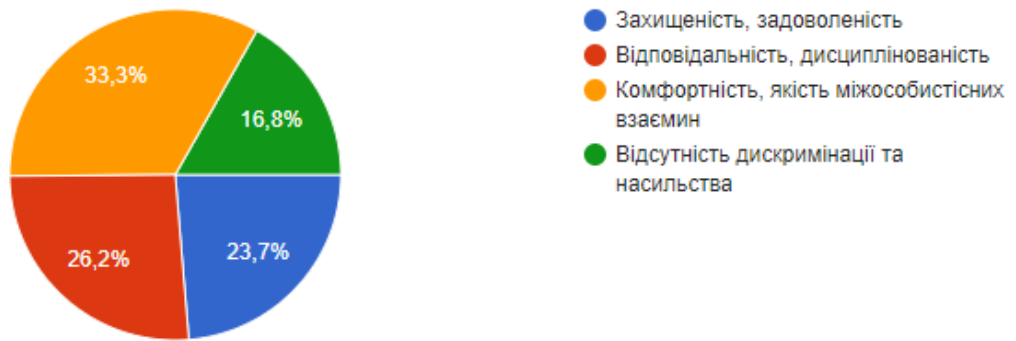 33,3%
16,8%
26,2%
23,7%
Захищеність, задоволеність
Відповідальність, дисциплінованість
Комфортність, якість міжособистісних
взаємин
Відсутність дискримінації та
насильства